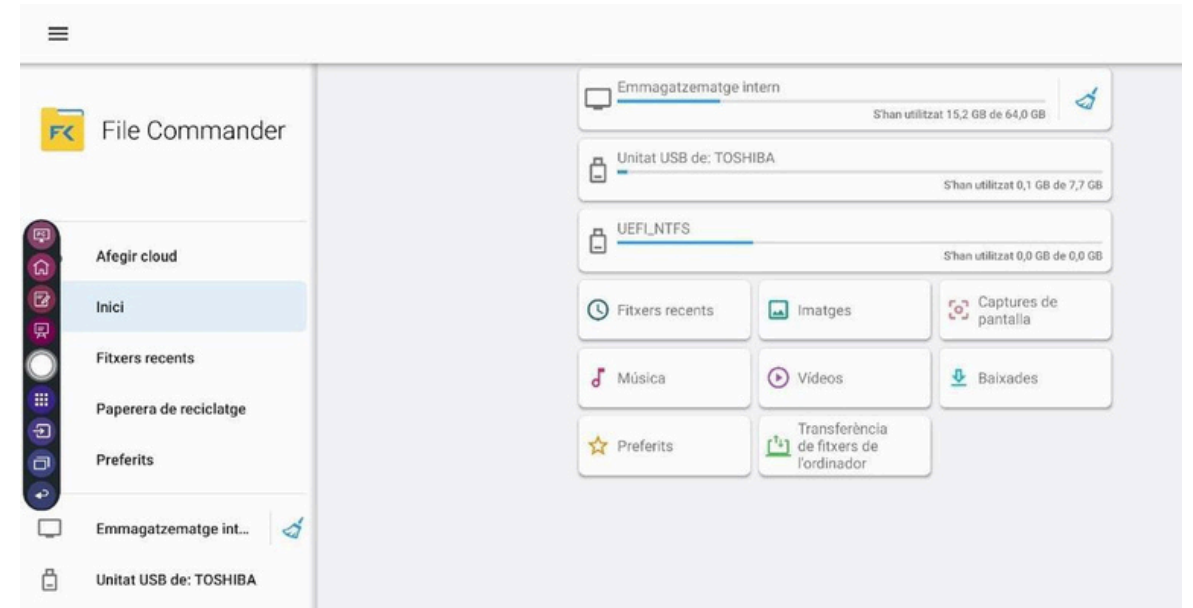 FK File Commander
Afegir cloud
Inici
Fitxers recents
Paperera de reciclatge
Preferits
Emmagatzematge int...
Unitat USB de: TOSHIBA
Emmagatzematge intern
S'han utilitzat 15,2 GB de 64,0 GB
Unitat USB de: TOSHIBA
S'han utilitzat 0,1 GB de 7,7 GB
UEFI_NTFS
S'han utilitzat 0,0 GB de 0,0 GB
Fitxers recents
Imatges
Captures de
pantalla
Música
Vídeos
Baixades
Preferits
Transferència
de fitxers de
l'ordinador